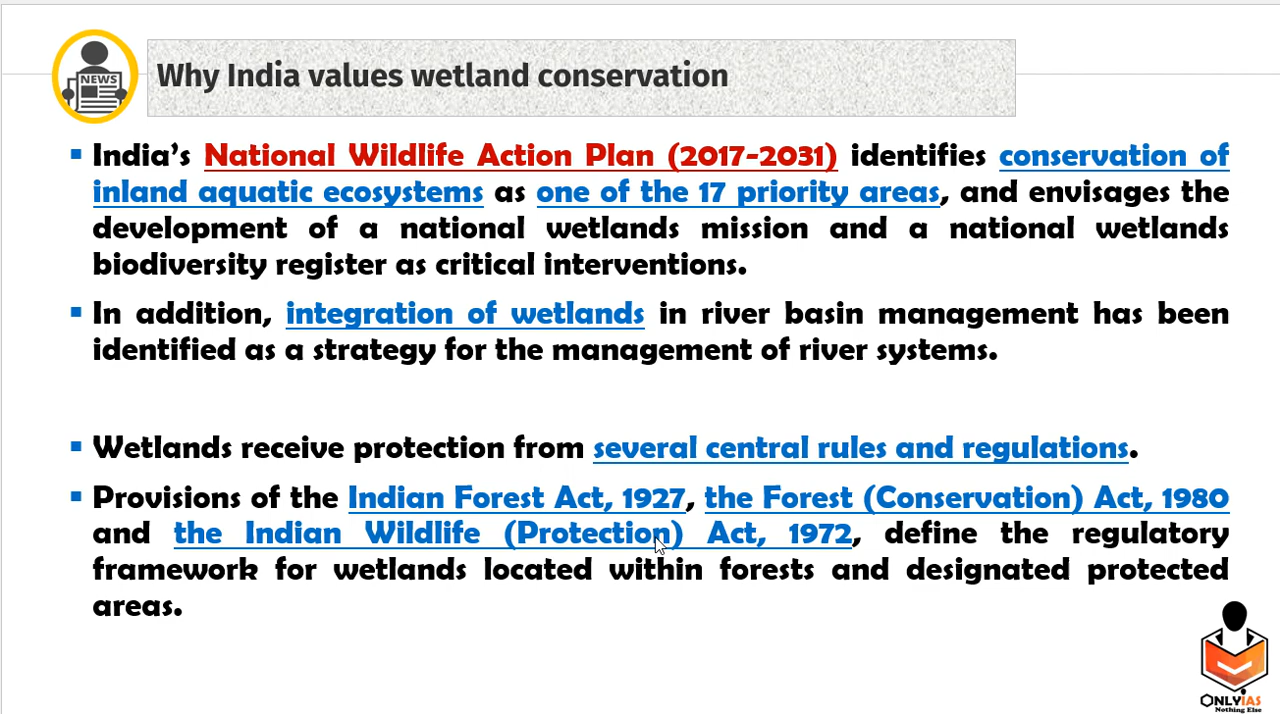 NEWS
Why India values wetland conservation
India's National Wildlife Action Plan (2017-2031) identifies conservation of
inland aquatic ecosystems as one of the 17 priority areas, and envisages the
development of a national wetlands mission and a national wetlands
biodiversity register as critical interventions.
In addition, integration of wetlands in river basin management has been
identified as a strategy for the management of river systems.
Wetlands receive protection from several central rules and regulations.
Provisions of the Indian Forest Act, 1927, the Forest (Conservation) Act, 1980
and the Indian Wildlife (Protection) Act, 1972, define the regulatory
framework for wetlands located within forests and designated protected
areas.
ONLYIAS
Nothing Else